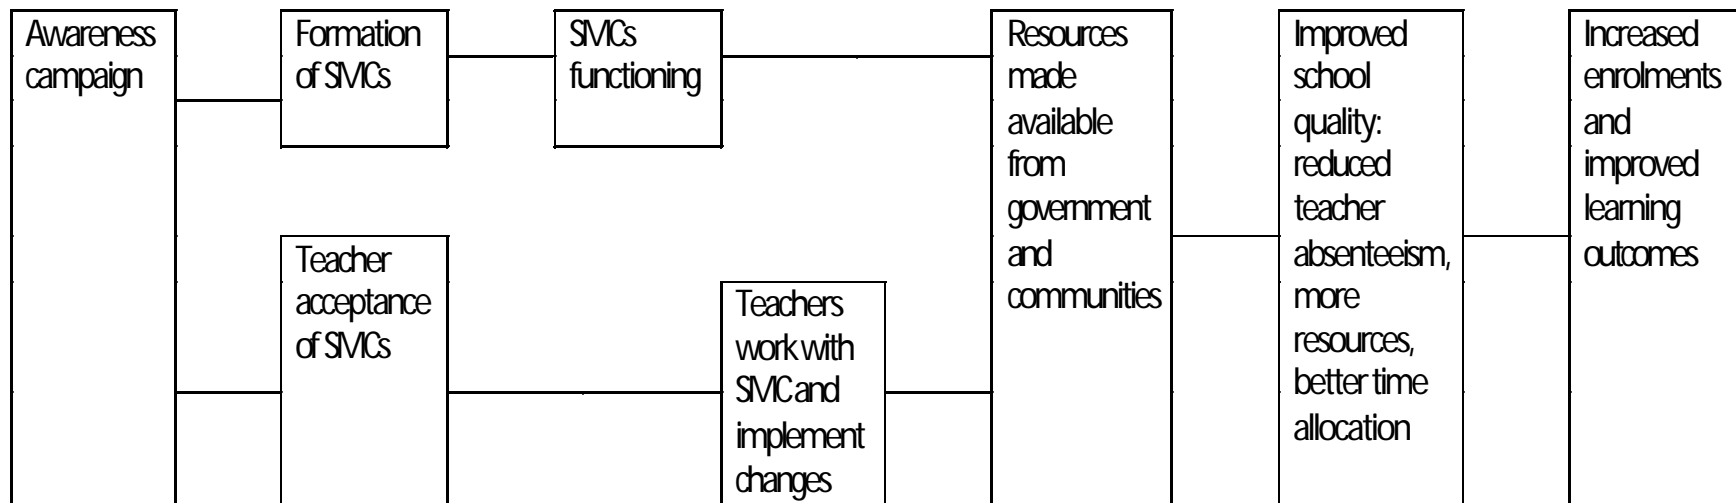 Awareness
campaign
Formation
of SMCs
SMCs
functioning
Teacher
acceptance
of SMCs
Teachers
work with
SMC and
implement
changes
Resources
made
available
from
government
and
communities
Improved
school
quality:
reduced
teacher
absenteeism,
more
resources,
better time
allocation
Increased
enrolments
and
improved
learning
outcomes